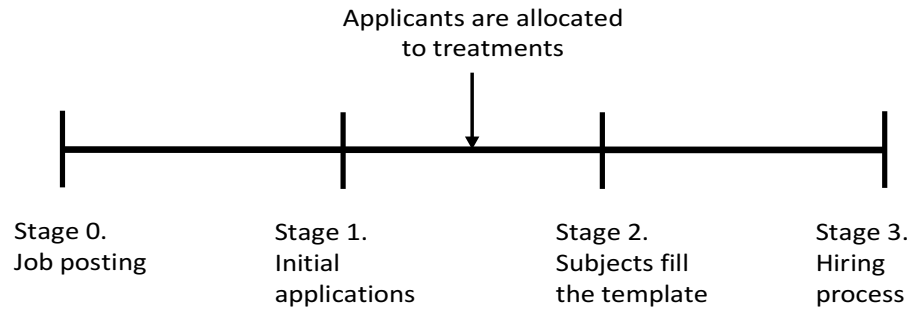 Applicants are allocated
to treatments
Stage 0.
Job posting
Stage 1.
Initial
applications
Stage 2.
Subjects fill
the template
Stage 3.
Hiring
process